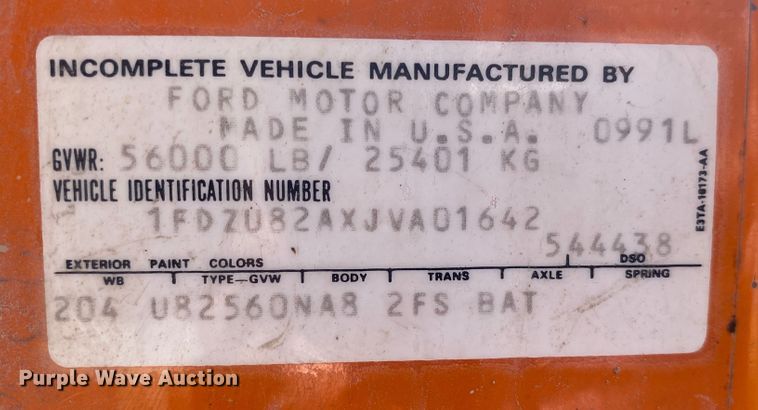 INCOMPLETE VEHICLE MANUFACTURED BY
FORD MOTOR COMPANY
MADE IN U.S.A. 0991L
GVWR: 56000 LB/ 25401 KG
VEHICLE IDENTIFICATION NUMBER
1FDZU82AXJVA01642
544438
EXTERIOR PAINT COLORS DSO
WB TYPE—GVW BODY TRANS AXLE SPRING
204 U82560NA8 2FS BAT
E3TA-18173-AA
Purple Wave Auction